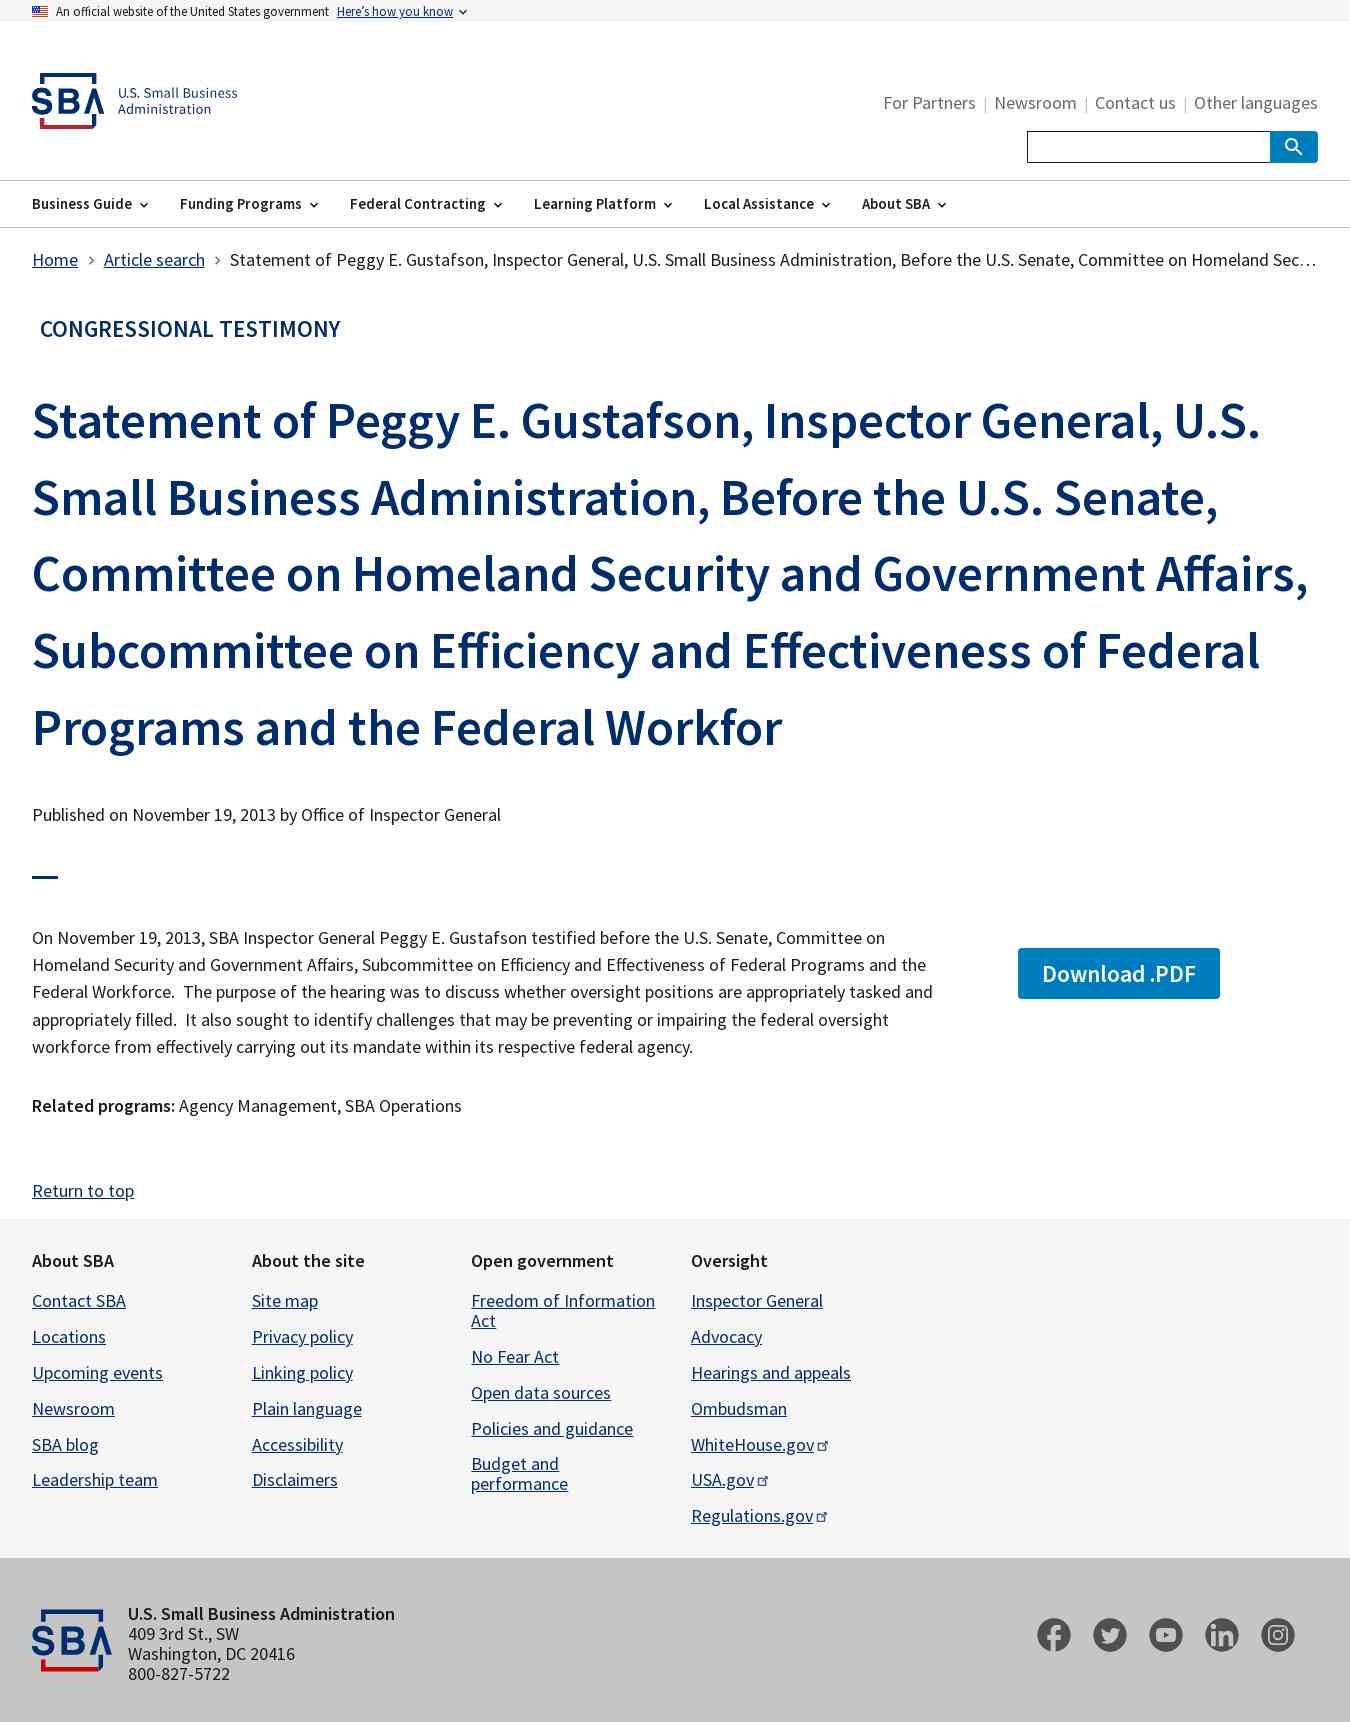 An official website of the United States government Here’s how you know
SBA U.S. Small Business
Administration
For Partners | Newsroom | Contact us | Other languages
Business Guide Funding Programs Federal Contracting Learning Platform Local Assistance About SBA
Home Article search Statement of Peggy E. Gustafson, Inspector General, U.S. Small Business Administration, Before the U.S. Senate, Committee on Homeland Sec…
CONGRESSIONAL TESTIMONY
Statement of Peggy E. Gustafson, Inspector General, U.S.
Small Business Administration, Before the U.S. Senate,
Committee on Homeland Security and Government Affairs,
Subcommittee on Efficiency and Effectiveness of Federal
Programs and the Federal Workfor
Published on November 19, 2013 by Office of Inspector General
On November 19, 2013, SBA Inspector General Peggy E. Gustafson testified before the U.S. Senate, Committee on
Homeland Security and Government Affairs, Subcommittee on Efficiency and Effectiveness of Federal Programs and the
Federal Workforce.  The purpose of the hearing was to discuss whether oversight positions are appropriately tasked and
appropriately filled.  It also sought to identify challenges that may be preventing or impairing the federal oversight
workforce from effectively carrying out its mandate within its respective federal agency.
Download .PDF
Related programs: Agency Management, SBA Operations
Return to top
About SBA
Contact SBA
Locations
Upcoming events
Newsroom
SBA blog
Leadership team
About the site
Site map
Privacy policy
Linking policy
Plain language
Accessibility
Disclaimers
Open government
Freedom of Information
Act
No Fear Act
Open data sources
Policies and guidance
Budget and
performance
Oversight
Inspector General
Advocacy
Hearings and appeals
Ombudsman
WhiteHouse.gov
USA.gov
Regulations.gov
SBA
U.S. Small Business Administration
409 3rd St., SW
Washington, DC 20416
800-827-5722